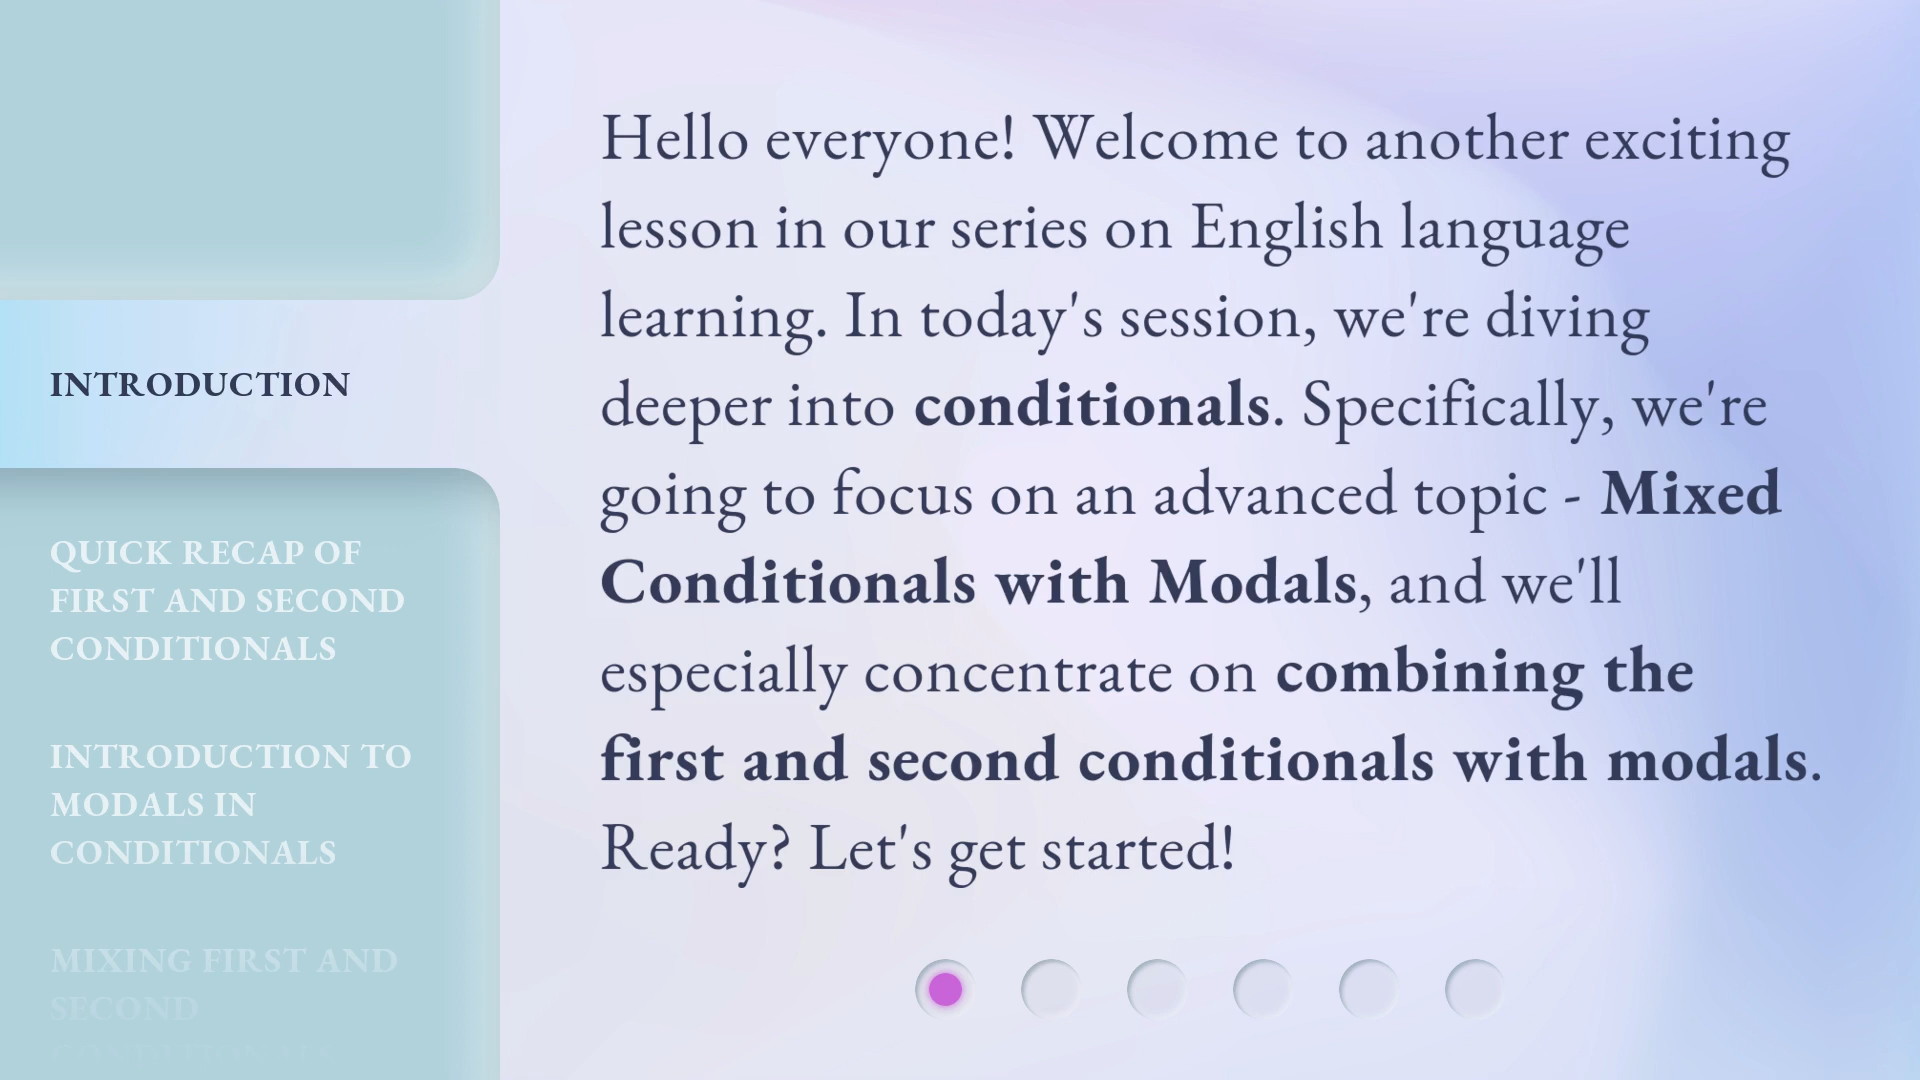 INTRODUCTION
QUICK RECAP OF
FIRST AND SECOND
CONDITIONALS
INTRODUCTION TO
MODALS IN
CONDITIONALS
MIXING FIRST AND
SECOND
Hello everyone! Welcome to another exciting
lesson in our series on English language
learning. In today's session, we're diving
deeper into conditionals. Specifically, we're
going to focus on an advanced topic - Mixed
Conditionals with Modals, and we'll
especially concentrate on combining the
first and second conditionals with modals.
Ready? Let's get started!